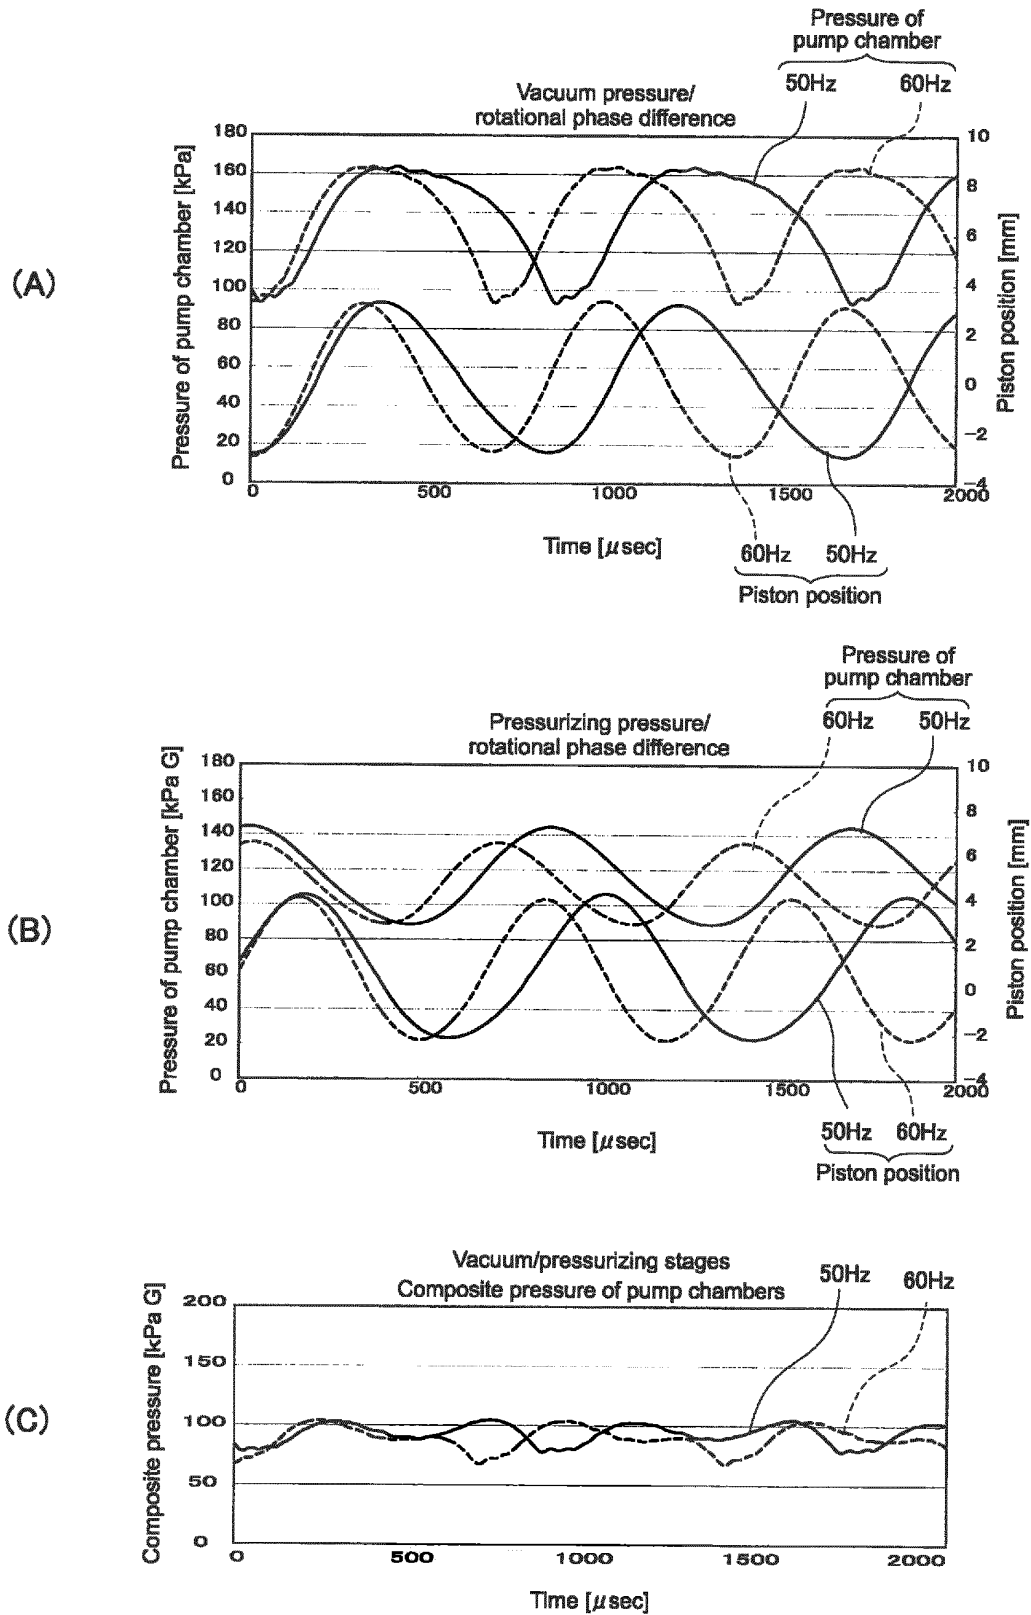 Pressure of
pump chamber
50Hz
60Hz
Vacuum pressure/
rotational phase difference
(A)
Pressure of pump chamber [kPa]
180
160
140
120
100
80
60
40
20
0
10
8
6
4
2
0
−2
−4
Piston position [mm]
0
500
1000
1500
2000
Time [μsec]
60Hz
50Hz
Piston position
Pressure of
pump chamber
60Hz
50Hz
Pressurizing pressure/
rotational phase difference
(B)
Pressure of pump chamber [kPa G]
180
160
140
120
100
80
60
40
20
0
10
8
6
4
2
0
−2
−4
Piston position [mm]
0
500
1000
1500
2000
Time [μsec]
50Hz
60Hz
Piston position
Vacuum/pressurizing stages
Composite pressure of pump chambers
50Hz
60Hz
(C)
Composite pressure [kPa G]
200
150
100
50
0
0
500
1000
1500
2000
Time [μsec]